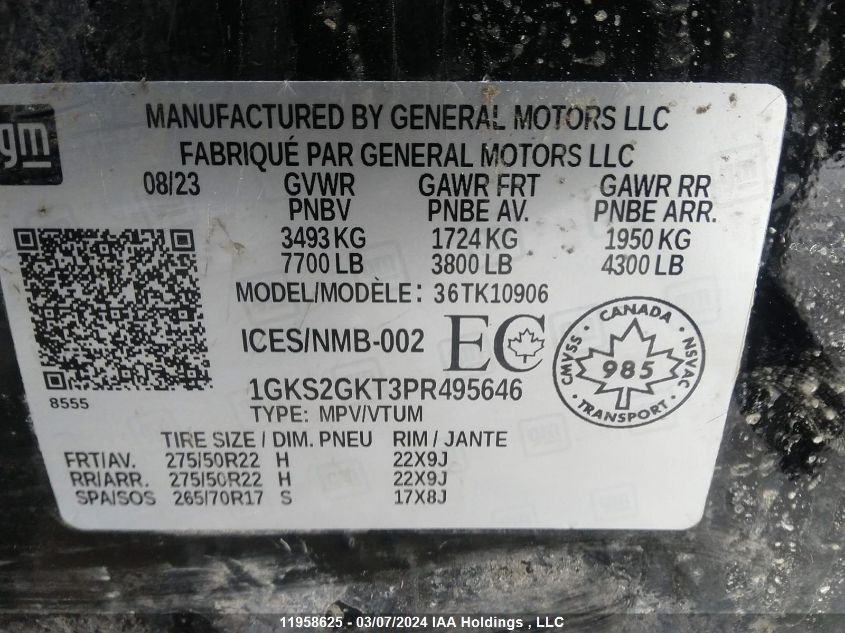 gm
MANUFACTURED BY GENERAL MOTORS LLC
FABRIQUÉ PAR GENERAL MOTORS LLC
08/23 GVWR GAWR FRT GAWR RR
PNBV PNBE AV. PNBE ARR.
3493 KG 1724 KG 1950 KG
7700 LB 3800 LB 4300 LB
MODEL/MODÈLE: 36TK10906
ICES/NMB-002 EC
CANADA
CMVSS 985 NSVAC
TRANSPORT
8555
1GKS2GKT3PR495646
TYPE: MPV/VTUM
TIRE SIZE / DIM. PNEU RIM / JANTE
FRT/AV. 275/50R22 H 22X9J
RR/ARR. 275/50R22 H 22X9J
SPA/SOS 265/70R17 S 17X8J
11958625 - 03/07/2024 IAA Holdings , LLC